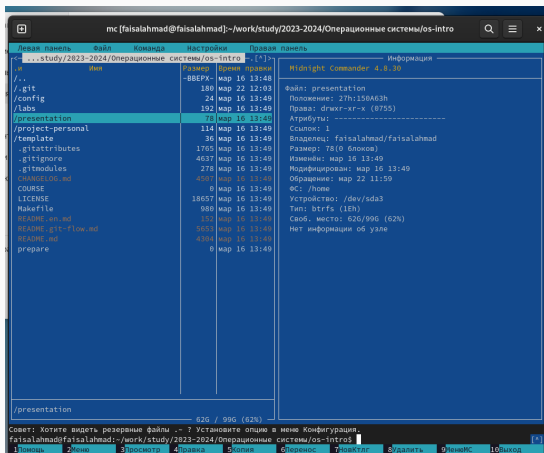 mc [faisalahmad@faisalahmad]:~/work/study/2023-2024/Операционные системы/os-intro
Левая панель Файл Команда Настройки Правая панель
<- ...study/2023-2024/Операционные системы/os-intro -.[^]>
.и Имя Размер Время правки
/.. -ВВЕРХ- мар 16 13:48
/.git 180 мар 22 12:03
/config 24 мар 16 13:49
/labs 192 мар 16 13:49
/presentation 78 мар 16 13:49
/project-personal 114 мар 16 13:49
/template 36 мар 16 13:49
.gitattributes 1765 мар 16 13:49
.gitignore 4637 мар 16 13:49
.gitmodules 278 мар 16 13:49
CHANGELOG.md 4507 мар 16 13:49
COURSE 0 мар 16 13:49
LICENSE 18657 мар 16 13:49
Makefile 980 мар 16 13:49
README.en.md 152 мар 16 13:49
README.git-flow.md 5653 мар 16 13:49
README.md 4384 мар 16 13:49
prepare 0 мар 16 13:49
/presentation
62G / 99G (62%)
Информация
Midnight Commander 4.8.30
Файл: presentation
Положение: 27h:150A63h
Права: drwxr-xr-x (0755)
Атрибуты: ------------------------
Ссылок: 1
Владелец: faisalahmad/faisalahmad
Размер: 78(0 блоков)
Изменён: мар 16 13:49
Модифицирован: мар 16 13:49
Обращение: мар 22 11:59
ФС: /home
Устройство: /dev/sda3
Тип: btrfs (1Eh)
Своб. место: 62G/99G (62%)
Нет информации об узле
Совет: Хотите видеть резервные файлы .~ ? Установите опцию в меню Конфигурация.
faisalahmad@faisalahmad:~/work/study/2023-2024/Операционные системы/os-intro$ [^]
1Помощь 2Меню 3Просмотр 4Правка 5Копия 6Перенос 7НовКтлг 8Удалить 9МенюMC 10Выход